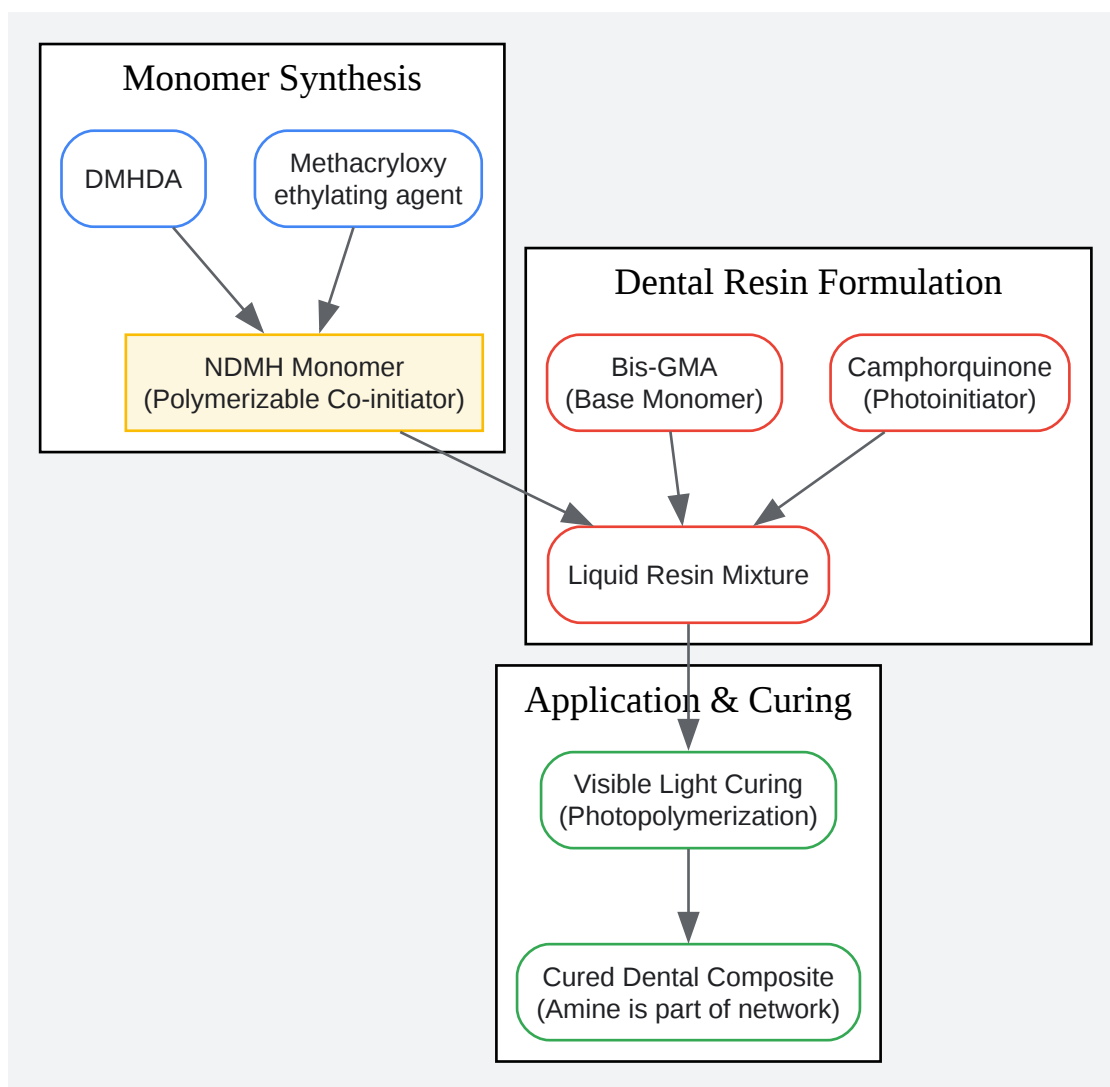 Monomer Synthesis
DMHDA
Methacryloxy
ethylating agent
NDMH Monomer
(Polymerizable Co-initiator)
Dental Resin Formulation
Bis-GMA
(Base Monomer)
Camphorquinone
(Photoinitiator)
Liquid Resin Mixture
Application & Curing
Visible Light Curing
(Photopolymerization)
Cured Dental Composite
(Amine is part of network)